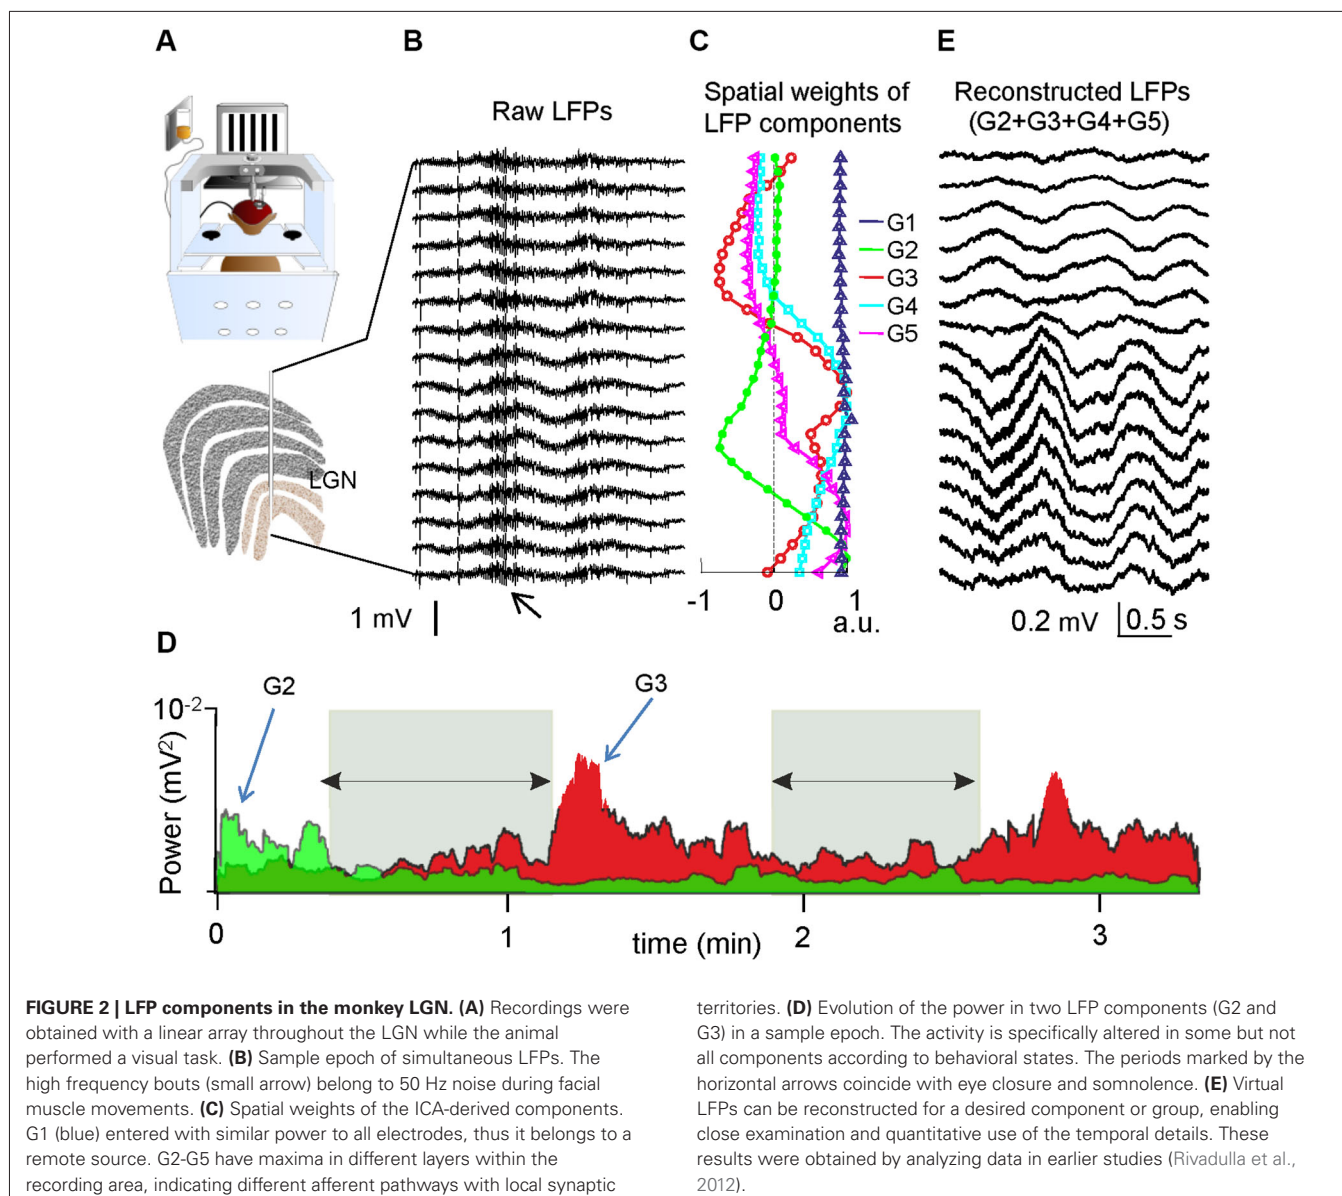 A
B
C
E
Raw LFPs
Spatial weights of
LFP components
Reconstructed LFPs
(G2+G3+G4+G5)
G1
G2
G3
G4
G5
LGN
1 mV
-1
0
1
a.u.
0.2 mV
0.5 s
D
G2
G3
10-2
Power (mV2)
0
1
2
3
time (min)
FIGURE 2 | LFP components in the monkey LGN. (A) Recordings were
obtained with a linear array throughout the LGN while the animal
performed a visual task. (B) Sample epoch of simultaneous LFPs. The
high frequency bouts (small arrow) belong to 50 Hz noise during facial
muscle movements. (C) Spatial weights of the ICA-derived components.
G1 (blue) entered with similar power to all electrodes, thus it belongs to a
remote source. G2-G5 have maxima in different layers within the
recording area, indicating different afferent pathways with local synaptic
territories. (D) Evolution of the power in two LFP components (G2 and
G3) in a sample epoch. The activity is specifically altered in some but not
all components according to behavioral states. The periods marked by the
horizontal arrows coincide with eye closure and somnolence. (E) Virtual
LFPs can be reconstructed for a desired component or group, enabling
close examination and quantitative use of the temporal details. These
results were obtained by analyzing data in earlier studies (Rivadulla et al.,
2012).